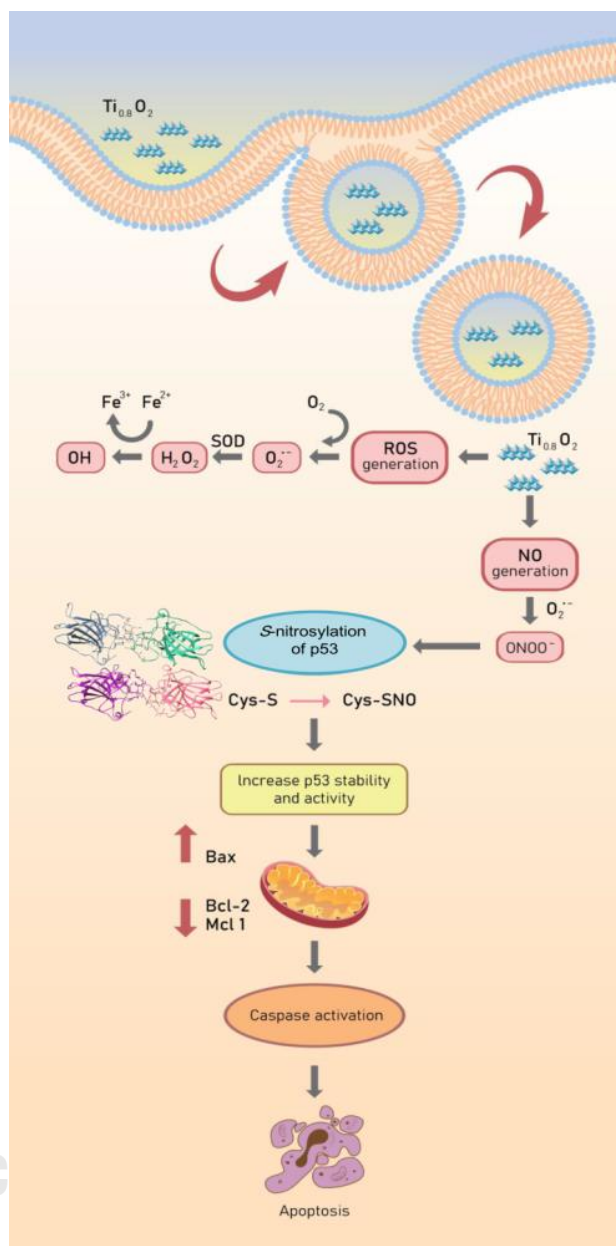 Ti₀.₈O₂
Fe³⁺ Fe²⁺
O₂
OH
H₂O₂
SOD
O₂•−
ROS
generation
Ti₀.₈O₂
NO
generation
O₂•−
ONOO⁻
S-nitrosylation
of p53
Cys-S → Cys-SNO
Increase p53 stability
and activity
Bax
Bcl-2
Mcl 1
Caspase activation
Apoptosis